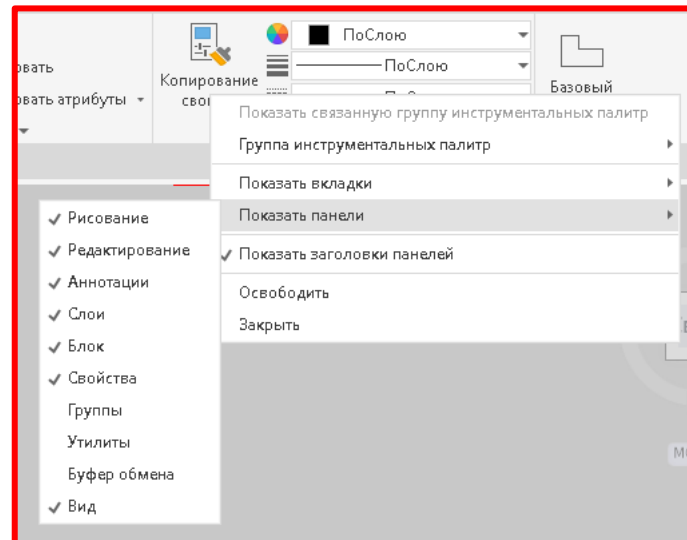 ПоСлою
ПоСлою
овать
Копирование
Базовый
овать атрибуты
Показать связанную группу инструментальных палитр
Группа инструментальных палитр
Показать вкладки
Показать панели
Показать заголовки панелей
Освободить
Закрыть
Рисование
Редактирование
Аннотации
Слои
Блок
Свойства
Группы
Утилиты
Буфер обмена
Вид